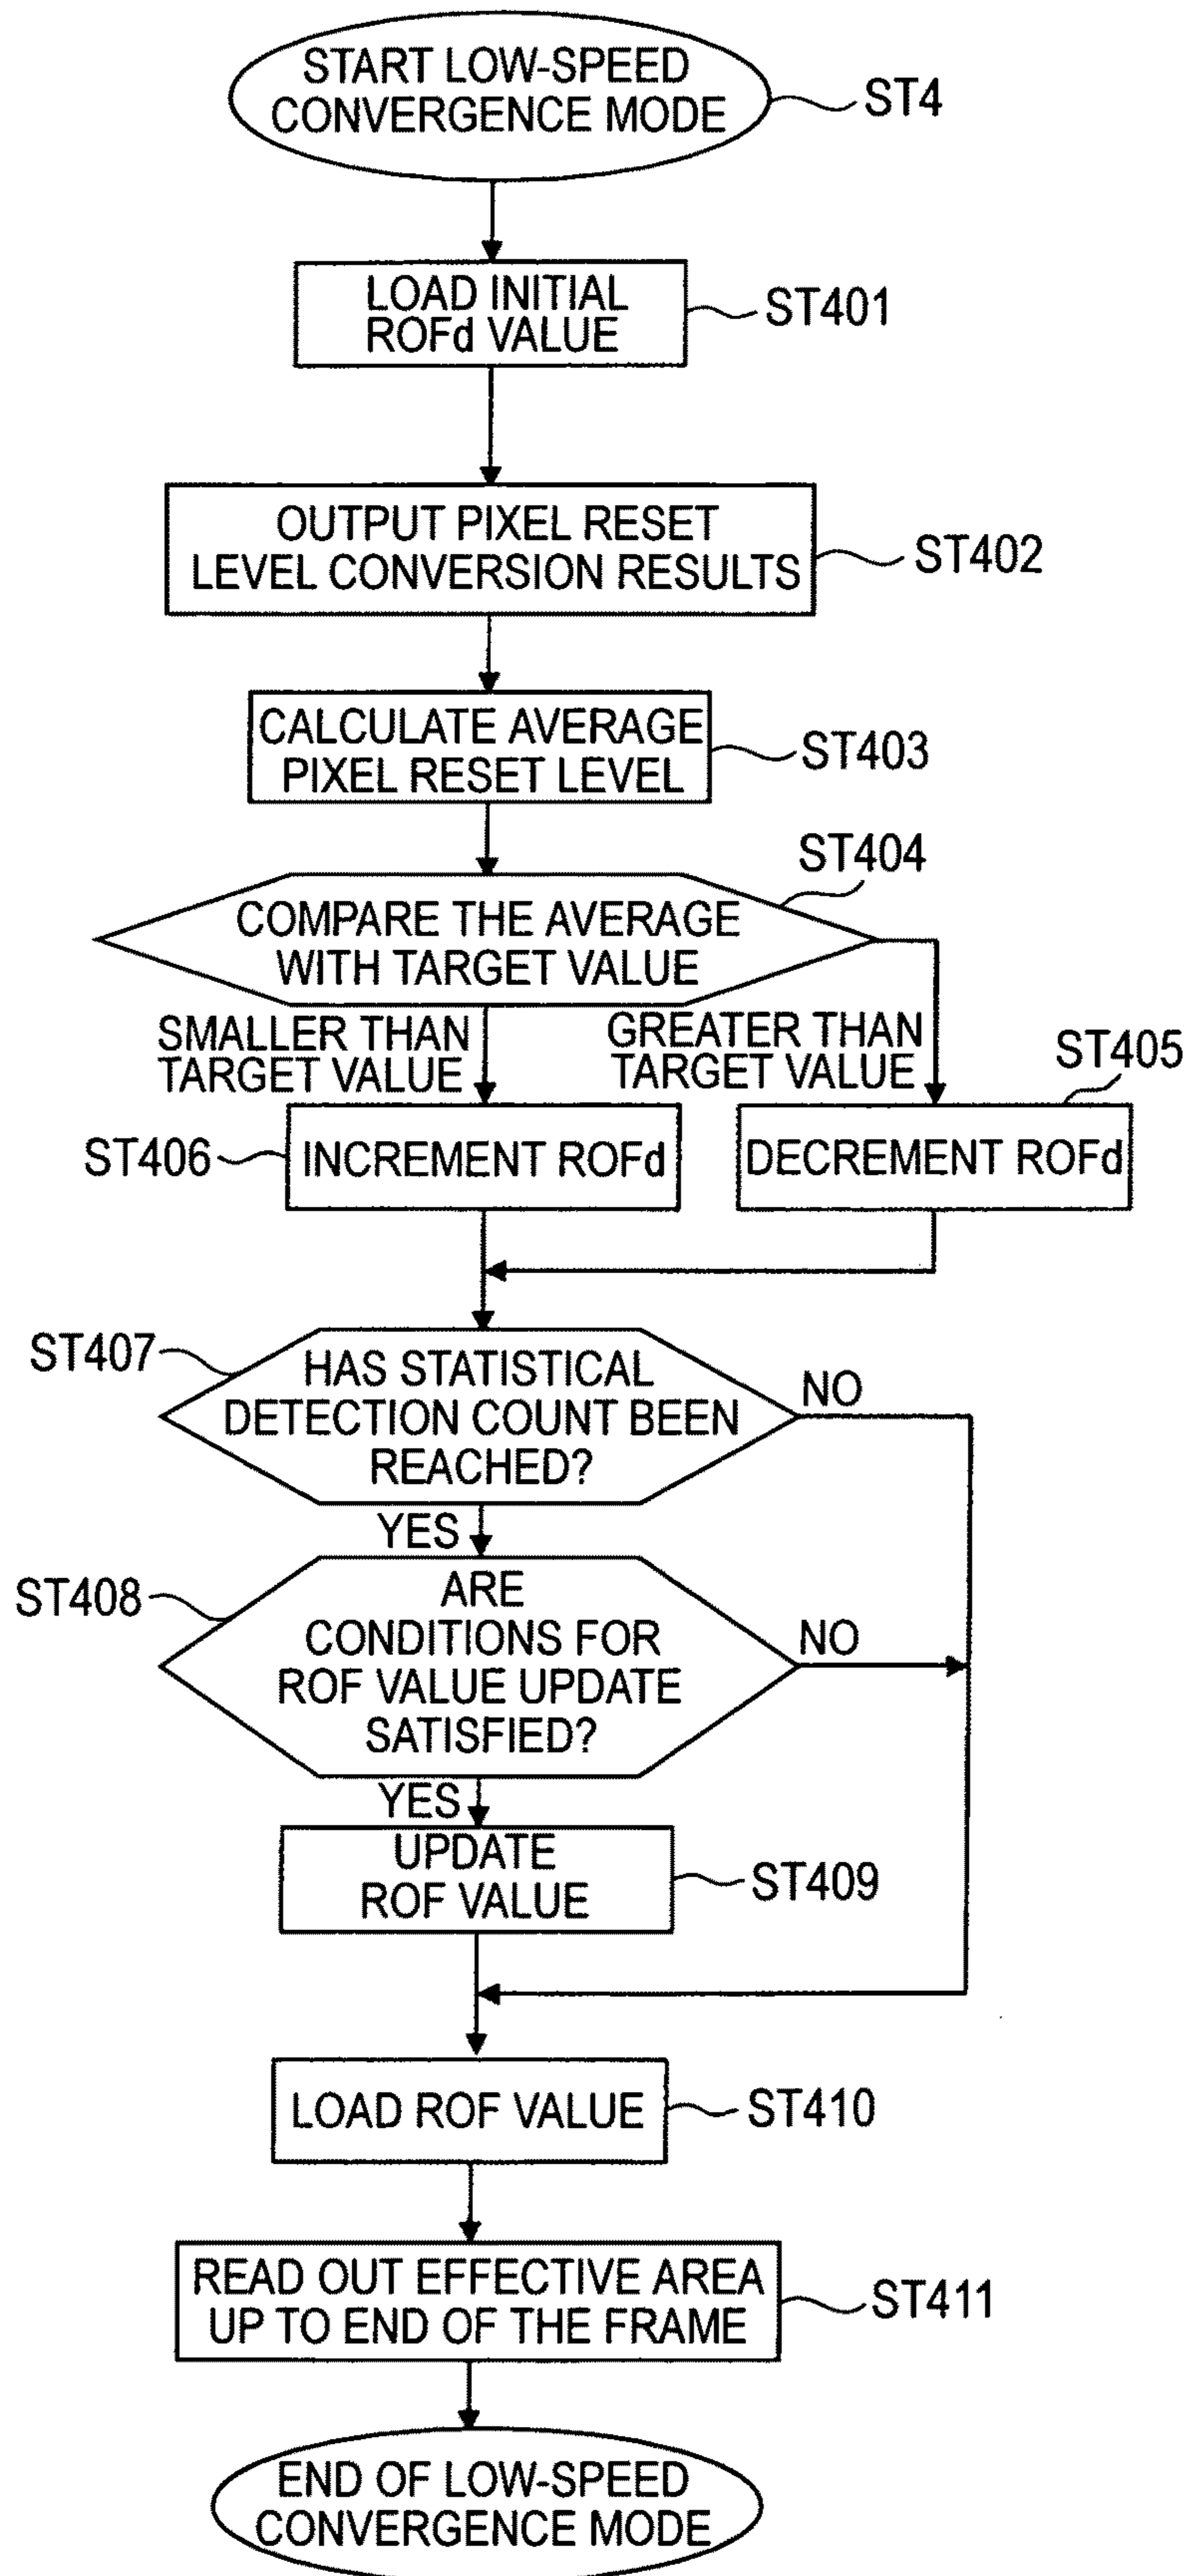 START LOW-SPEED
CONVERGENCE MODE
ST4
LOAD INITIAL
ROFd VALUE
ST401
OUTPUT PIXEL RESET
LEVEL CONVERSION RESULTS
ST402
CALCULATE AVERAGE
PIXEL RESET LEVEL
ST403
ST404
COMPARE THE AVERAGE
WITH TARGET VALUE
SMALLER THAN
TARGET VALUE
GREATER THAN
TARGET VALUE
ST405
ST406
INCREMENT ROFd
DECREMENT ROFd
ST407
HAS STATISTICAL
DETECTION COUNT BEEN
REACHED?
NO
YES
ST408
ARE
CONDITIONS FOR
ROF VALUE UPDATE
SATISFIED?
NO
YES
UPDATE
ROF VALUE
ST409
LOAD ROF VALUE
ST410
READ OUT EFFECTIVE AREA
UP TO END OF THE FRAME
ST411
END OF LOW-SPEED
CONVERGENCE MODE